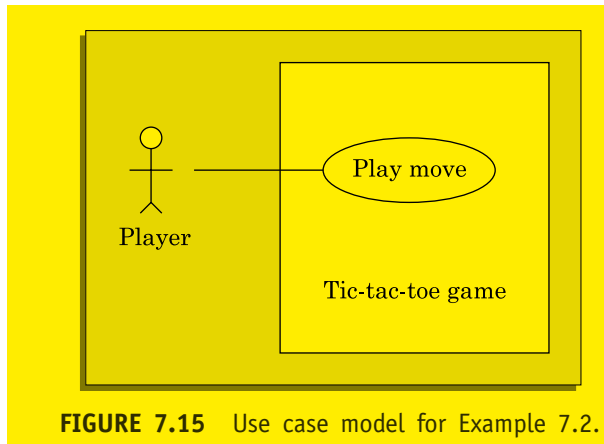 Play move
Player
Tic-tac-toe game
FIGURE 7.15 Use case model for Example 7.2.